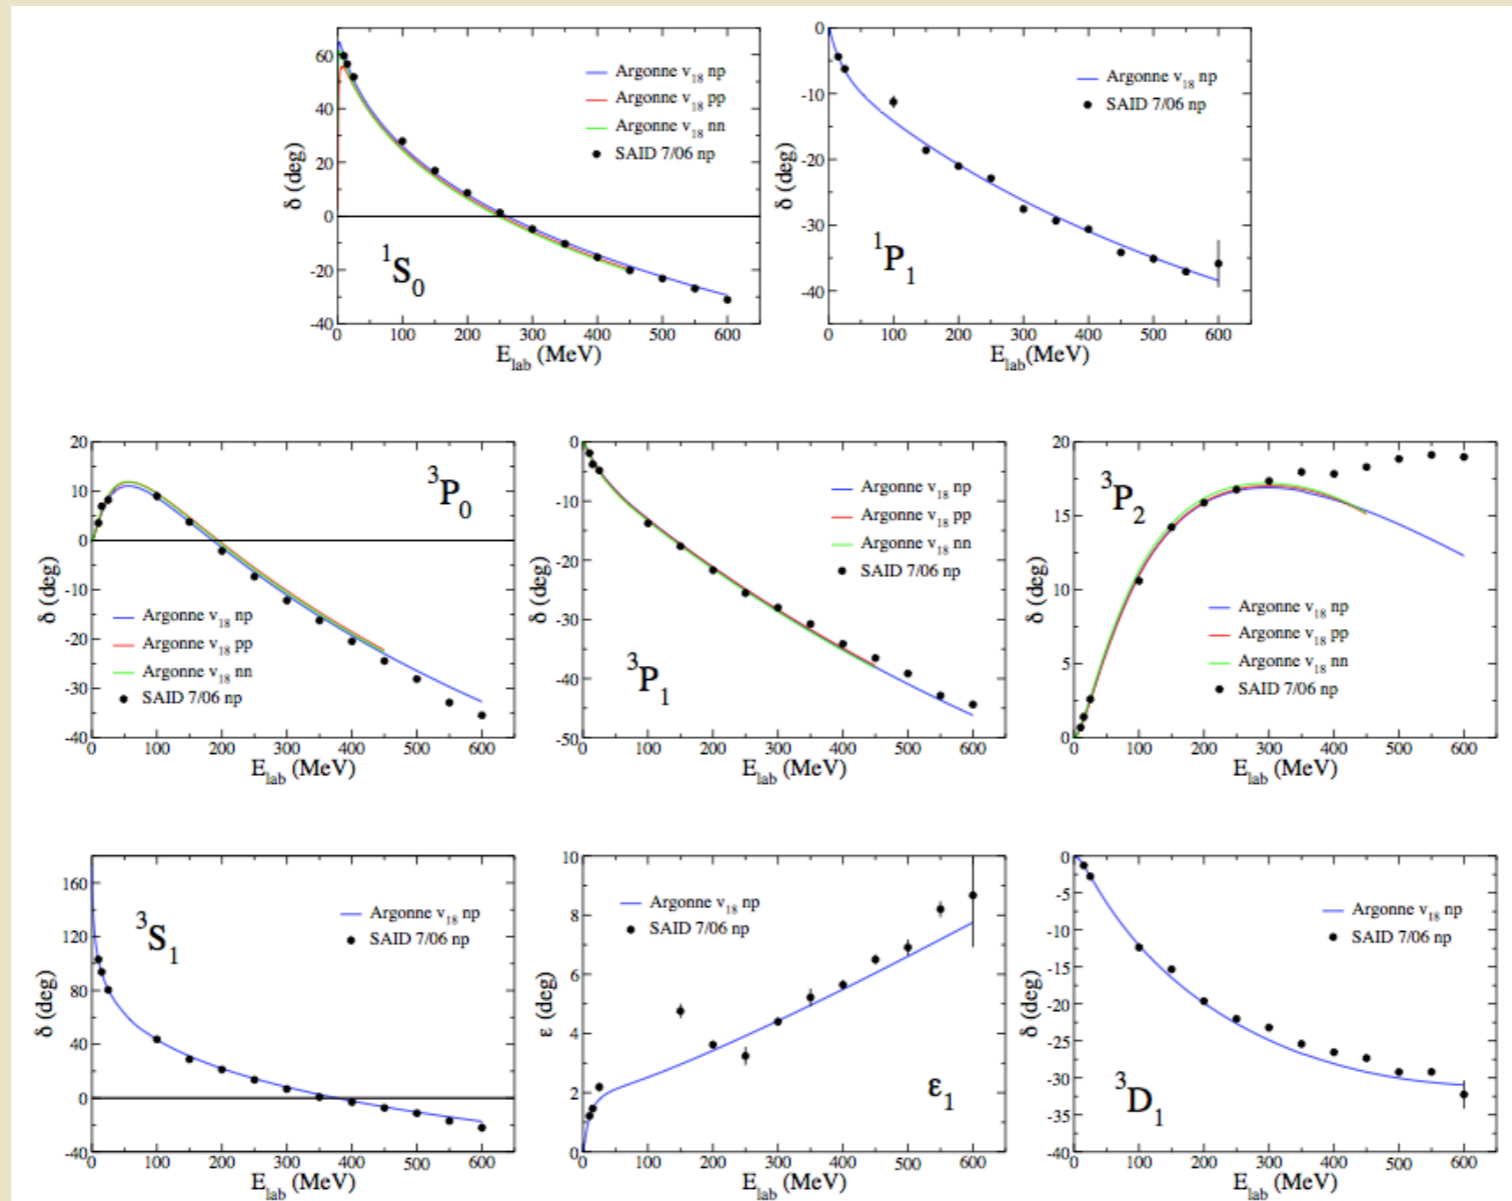 60
40
20
0
-20
-40
δ (deg)
Argonne v18 np
Argonne v18 pp
Argonne v18 nn
SAID 7/06 np
1S0
0 100 200 300 400 500 600
Elab (MeV)
0
-10
-20
-30
-40
δ (deg)
Argonne v18 np
SAID 7/06 np
1P1
0 100 200 300 400 500 600
Elab (MeV)
20
10
0
-10
-20
-30
-40
δ (deg)
3P0
Argonne v18 np
Argonne v18 pp
Argonne v18 nn
SAID 7/06 np
0 100 200 300 400 500 600
Elab (MeV)
0
-10
-20
-30
-40
-50
δ (deg)
Argonne v18 np
Argonne v18 pp
Argonne v18 nn
SAID 7/06 np
3P1
0 100 200 300 400 500 600
Elab (MeV)
20
15
10
5
0
δ (deg)
3P2
Argonne v18 np
Argonne v18 pp
Argonne v18 nn
SAID 7/06 np
0 100 200 300 400 500 600
Elab (MeV)
160
120
80
40
0
-40
δ (deg)
3S1
Argonne v18 np
SAID 7/06 np
0 100 200 300 400 500 600
Elab (MeV)
10
8
6
4
2
0
ε (deg)
Argonne v18 np
SAID 7/06 np
ε1
0 100 200 300 400 500 600
Elab (MeV)
0
-5
-10
-15
-20
-25
-30
-35
-40
δ (deg)
Argonne v18 np
SAID 7/06 np
3D1
0 100 200 300 400 500 600
Elab (MeV)